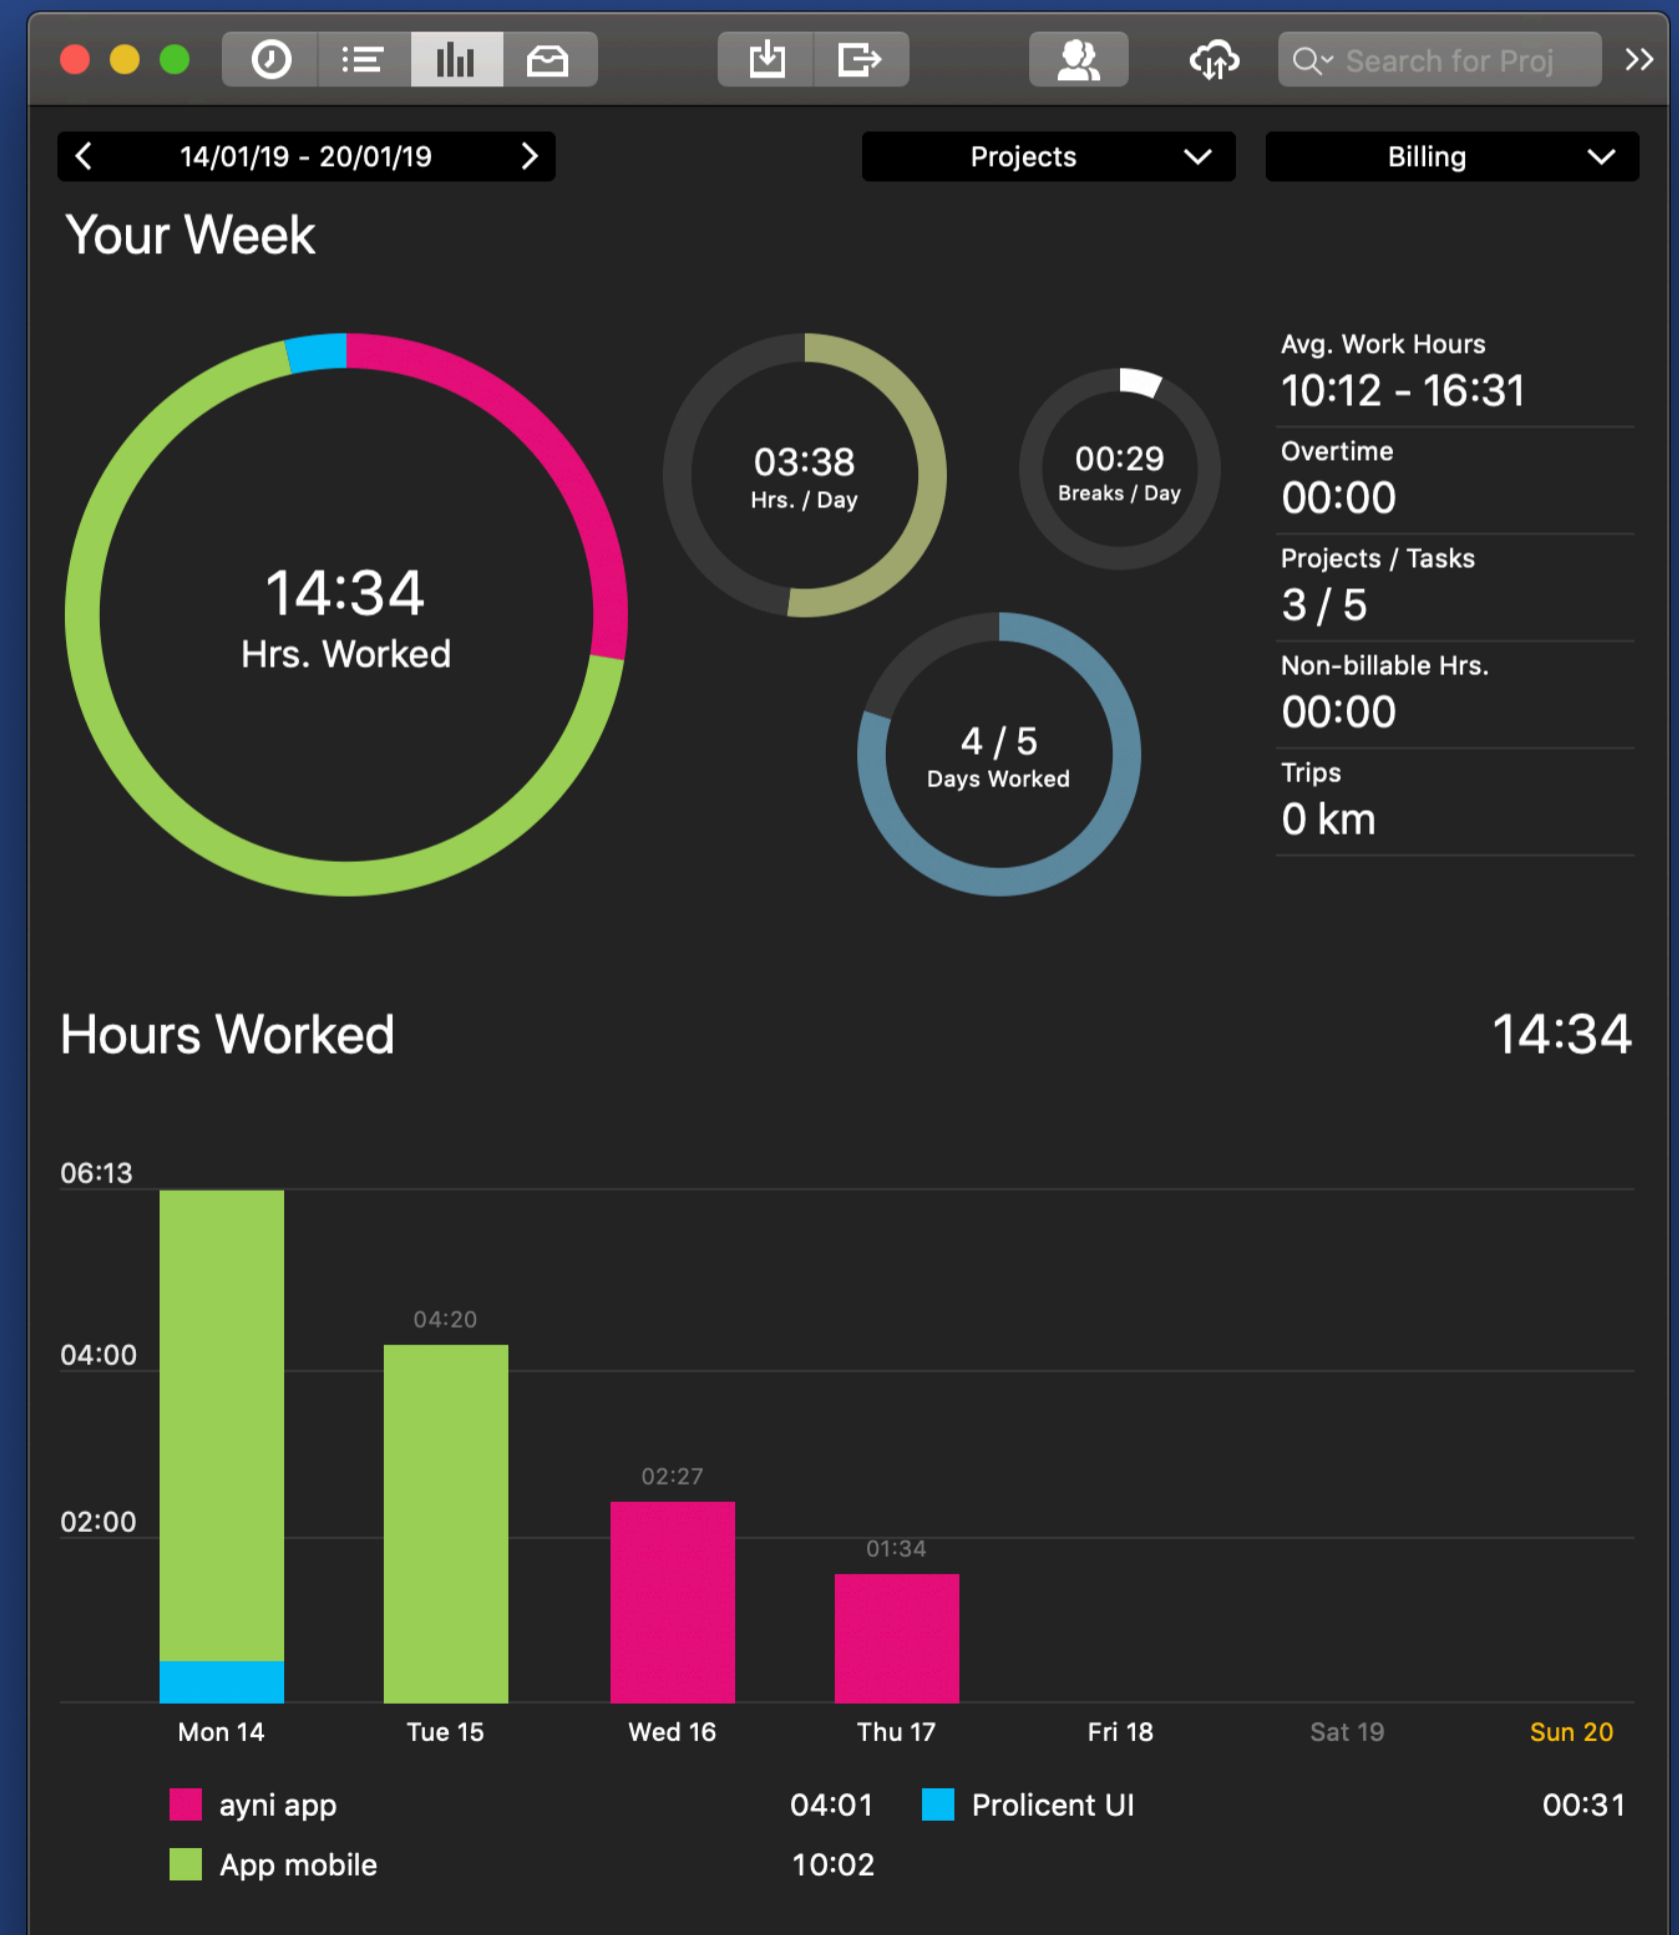 Search for Proj
14/01/19 - 20/01/19
Projects
Billing
Your Week
14:34
Hrs. Worked
03:38
Hrs. / Day
00:29
Breaks / Day
4 / 5
Days Worked
Avg. Work Hours
10:12 - 16:31
Overtime
00:00
Projects / Tasks
3 / 5
Non-billable Hrs.
00:00
Trips
0 km
Hours Worked
14:34
06:13
04:20
04:00
02:27
02:00
01:34
Mon 14
Tue 15
Wed 16
Thu 17
Fri 18
Sat 19
Sun 20
ayni app
04:01
Prolicent UI
00:31
App mobile
10:02